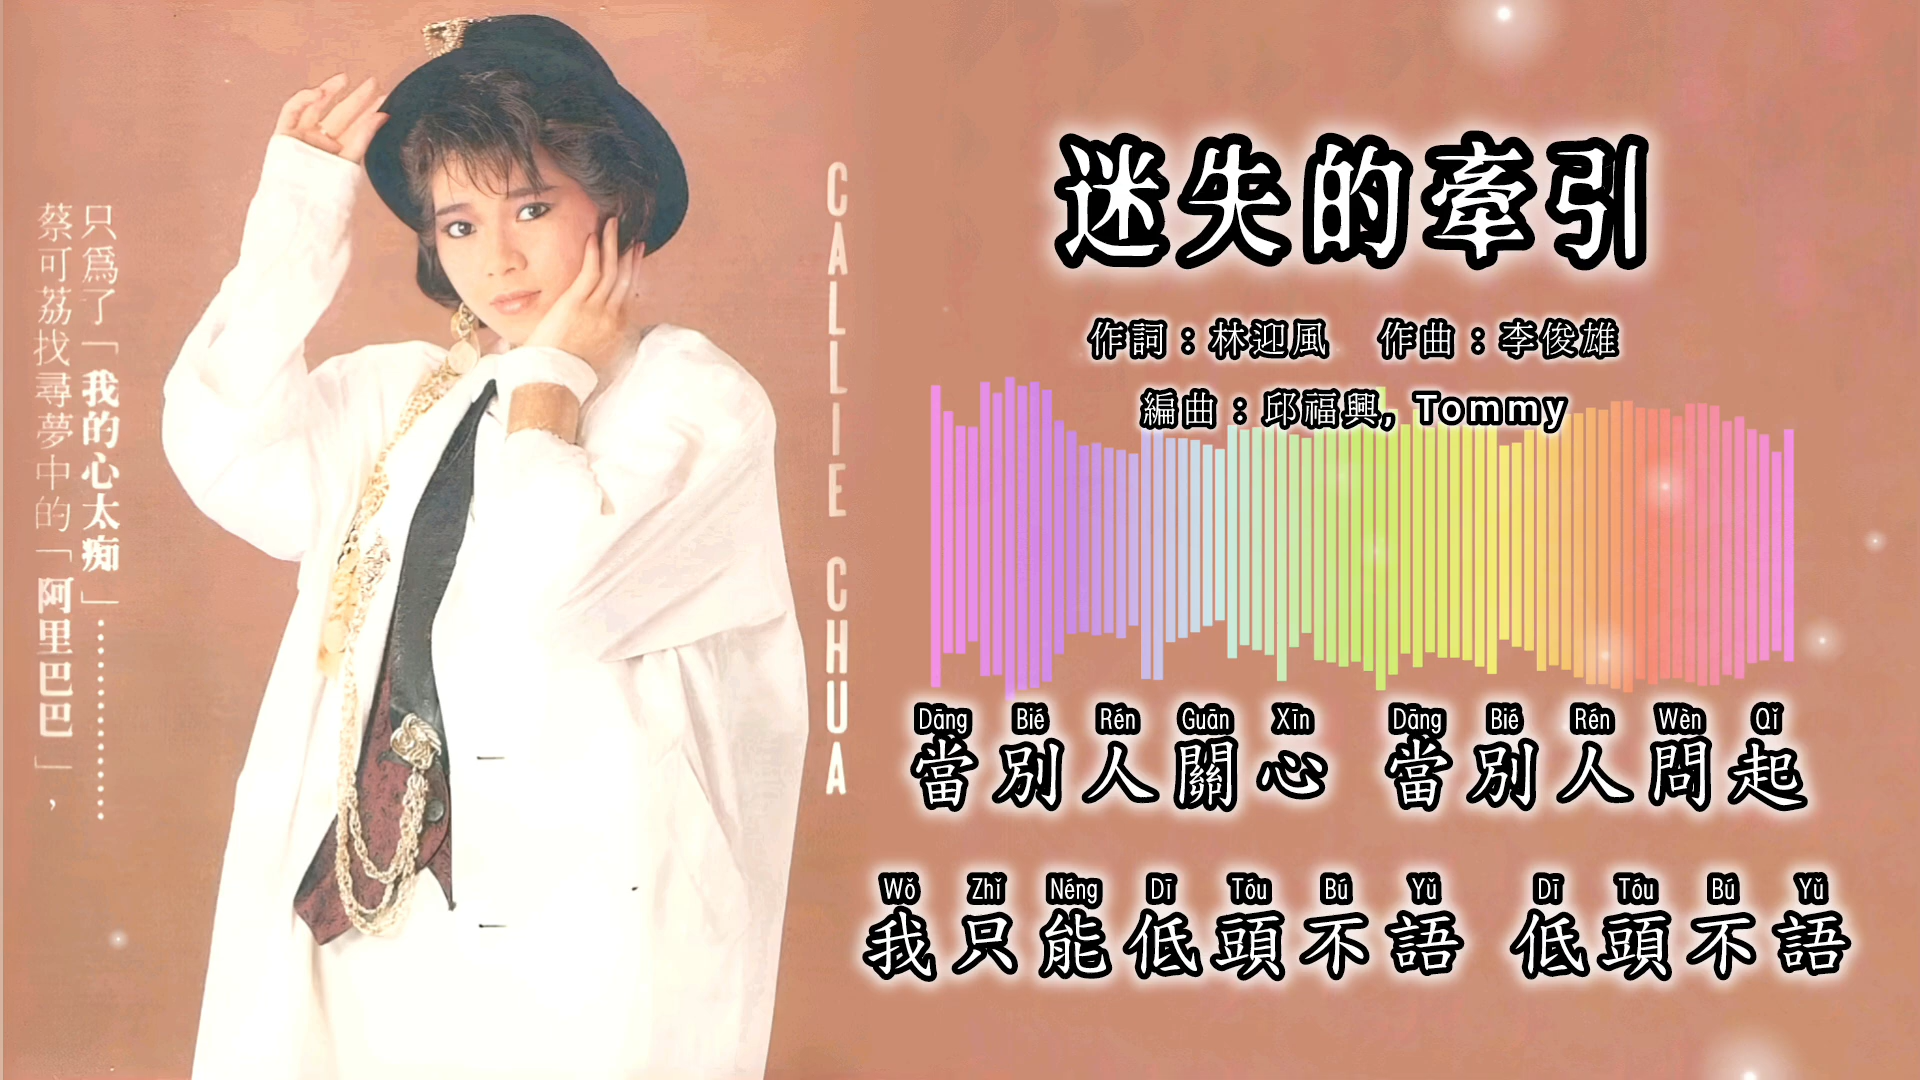 只為了「我的心太痴」……………
蔡可荔找尋夢中的「阿里巴巴」，
CALLIE CHUA
迷失的牽引
作詞：林迎風 作曲：李俊雄
編曲：邱福興, Tommy
Dāng Bié Rén Guān Xīn Dāng Bié Rén Wèn Qǐ
當別人關心 當別人問起
Wǒ Zhǐ Néng Dī Tóu Bú Yǔ Dī Tóu Bú Yǔ
我只能低頭不語 低頭不語